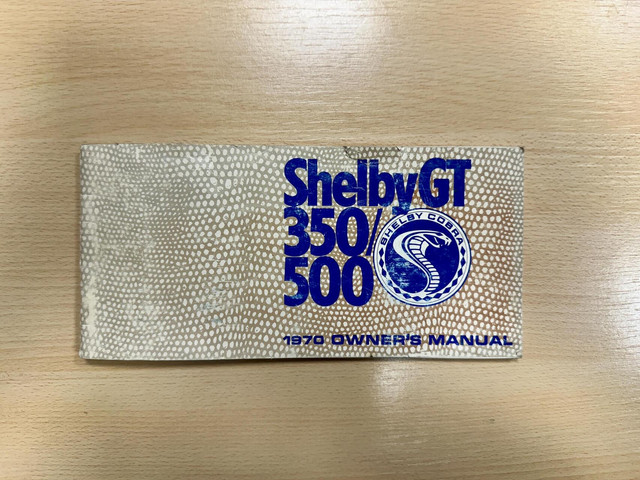 Shelby GT
350/
500
SHELBY COBRA
1970 OWNER'S MANUAL